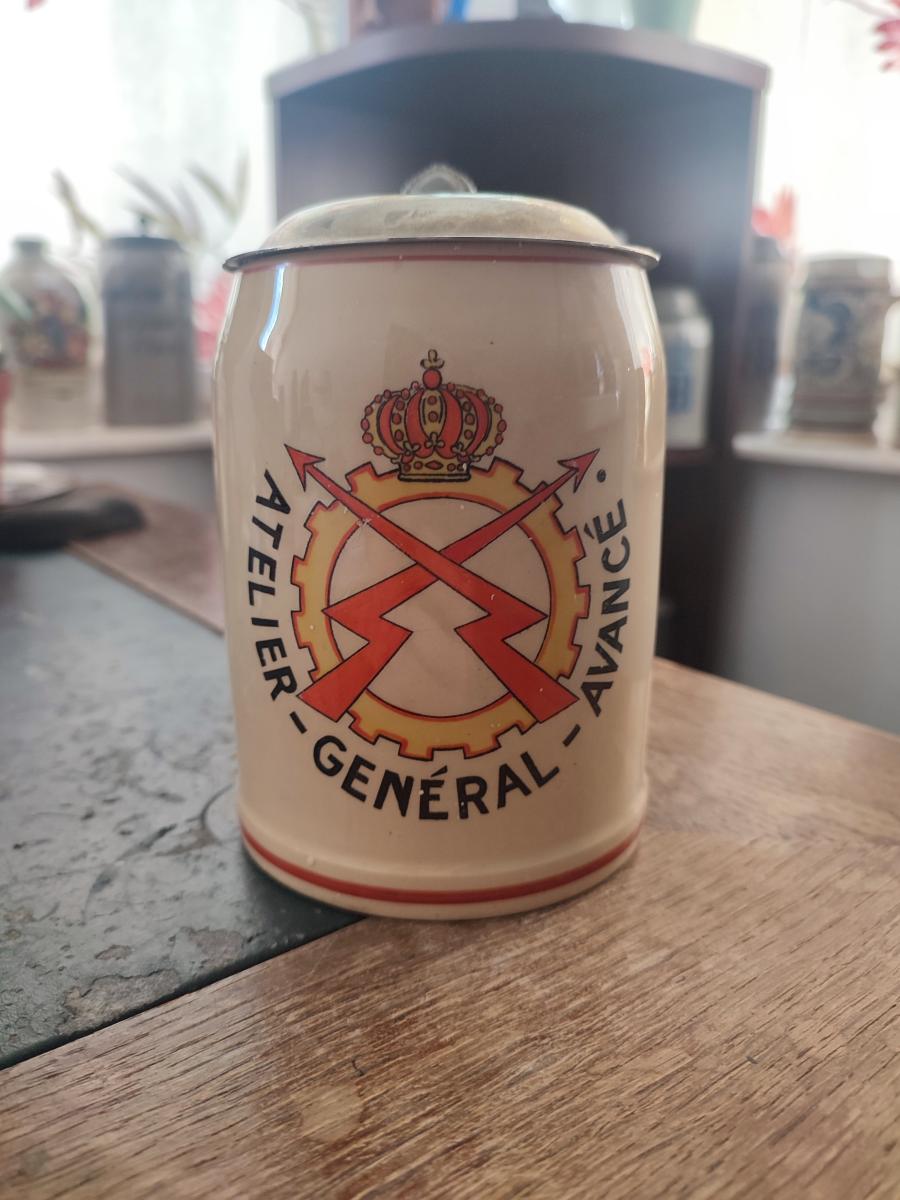 ATELIER - GENÉRAL - AVANCÉ •